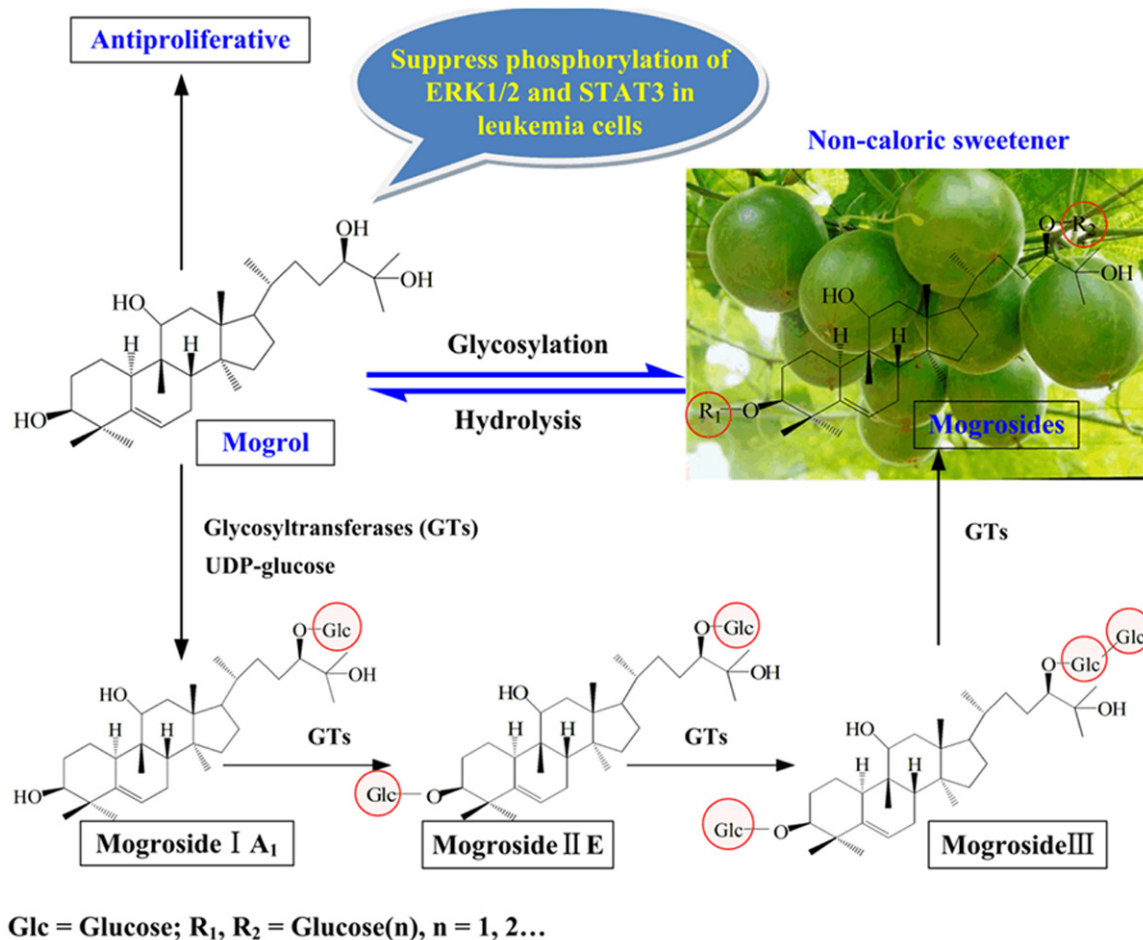 Antiproliferative
Suppress phosphorylation of
ERK1/2 and STAT3 in
leukemia cells
Non-caloric sweetener
OH
OH
HO
H
H
HO
Mogrol
Glycosylation
Hydrolysis
O
R₂
OH
HO
H
H
R₁
O
Mogrosides
Glycosyltransferases (GTs)
UDP-glucose
GTs
O
Glc
OH
HO
H
H
HO
Mogroside Ⅰ A₁
GTs
O
Glc
OH
HO
H
H
Glc
O
Mogroside Ⅱ E
GTs
Glc
O
Glc
OH
HO
H
H
Glc
O
MogrosideⅢ
Glc = Glucose; R₁, R₂ = Glucose(n), n = 1, 2...